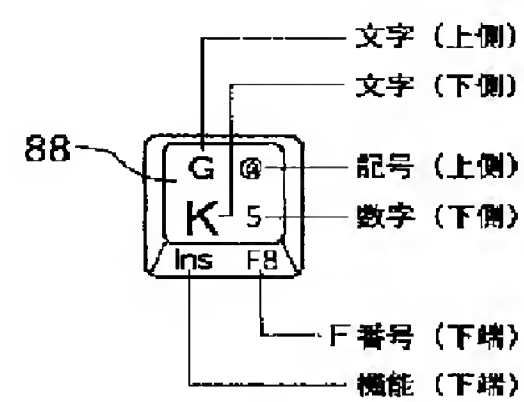 文字（上側）
文字（下側）
88
G @
記号（上側）
K 5
数字（下側）
Ins F8
F番号（下端）
機能（下端）